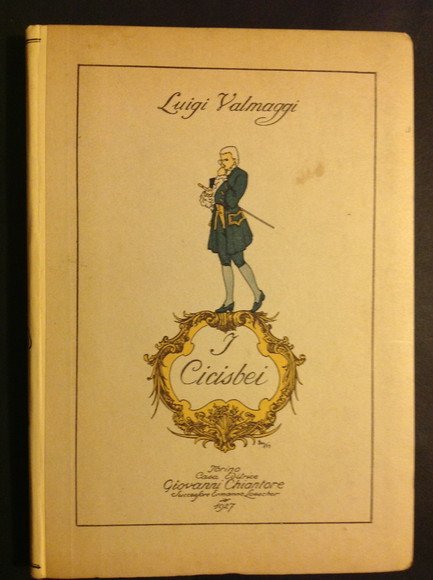 Luigi Valmaggi
I
Cicisbei
Torino
Casa Editrice
Giovanni Chiantore
Successore Ermanno Loescher
1927